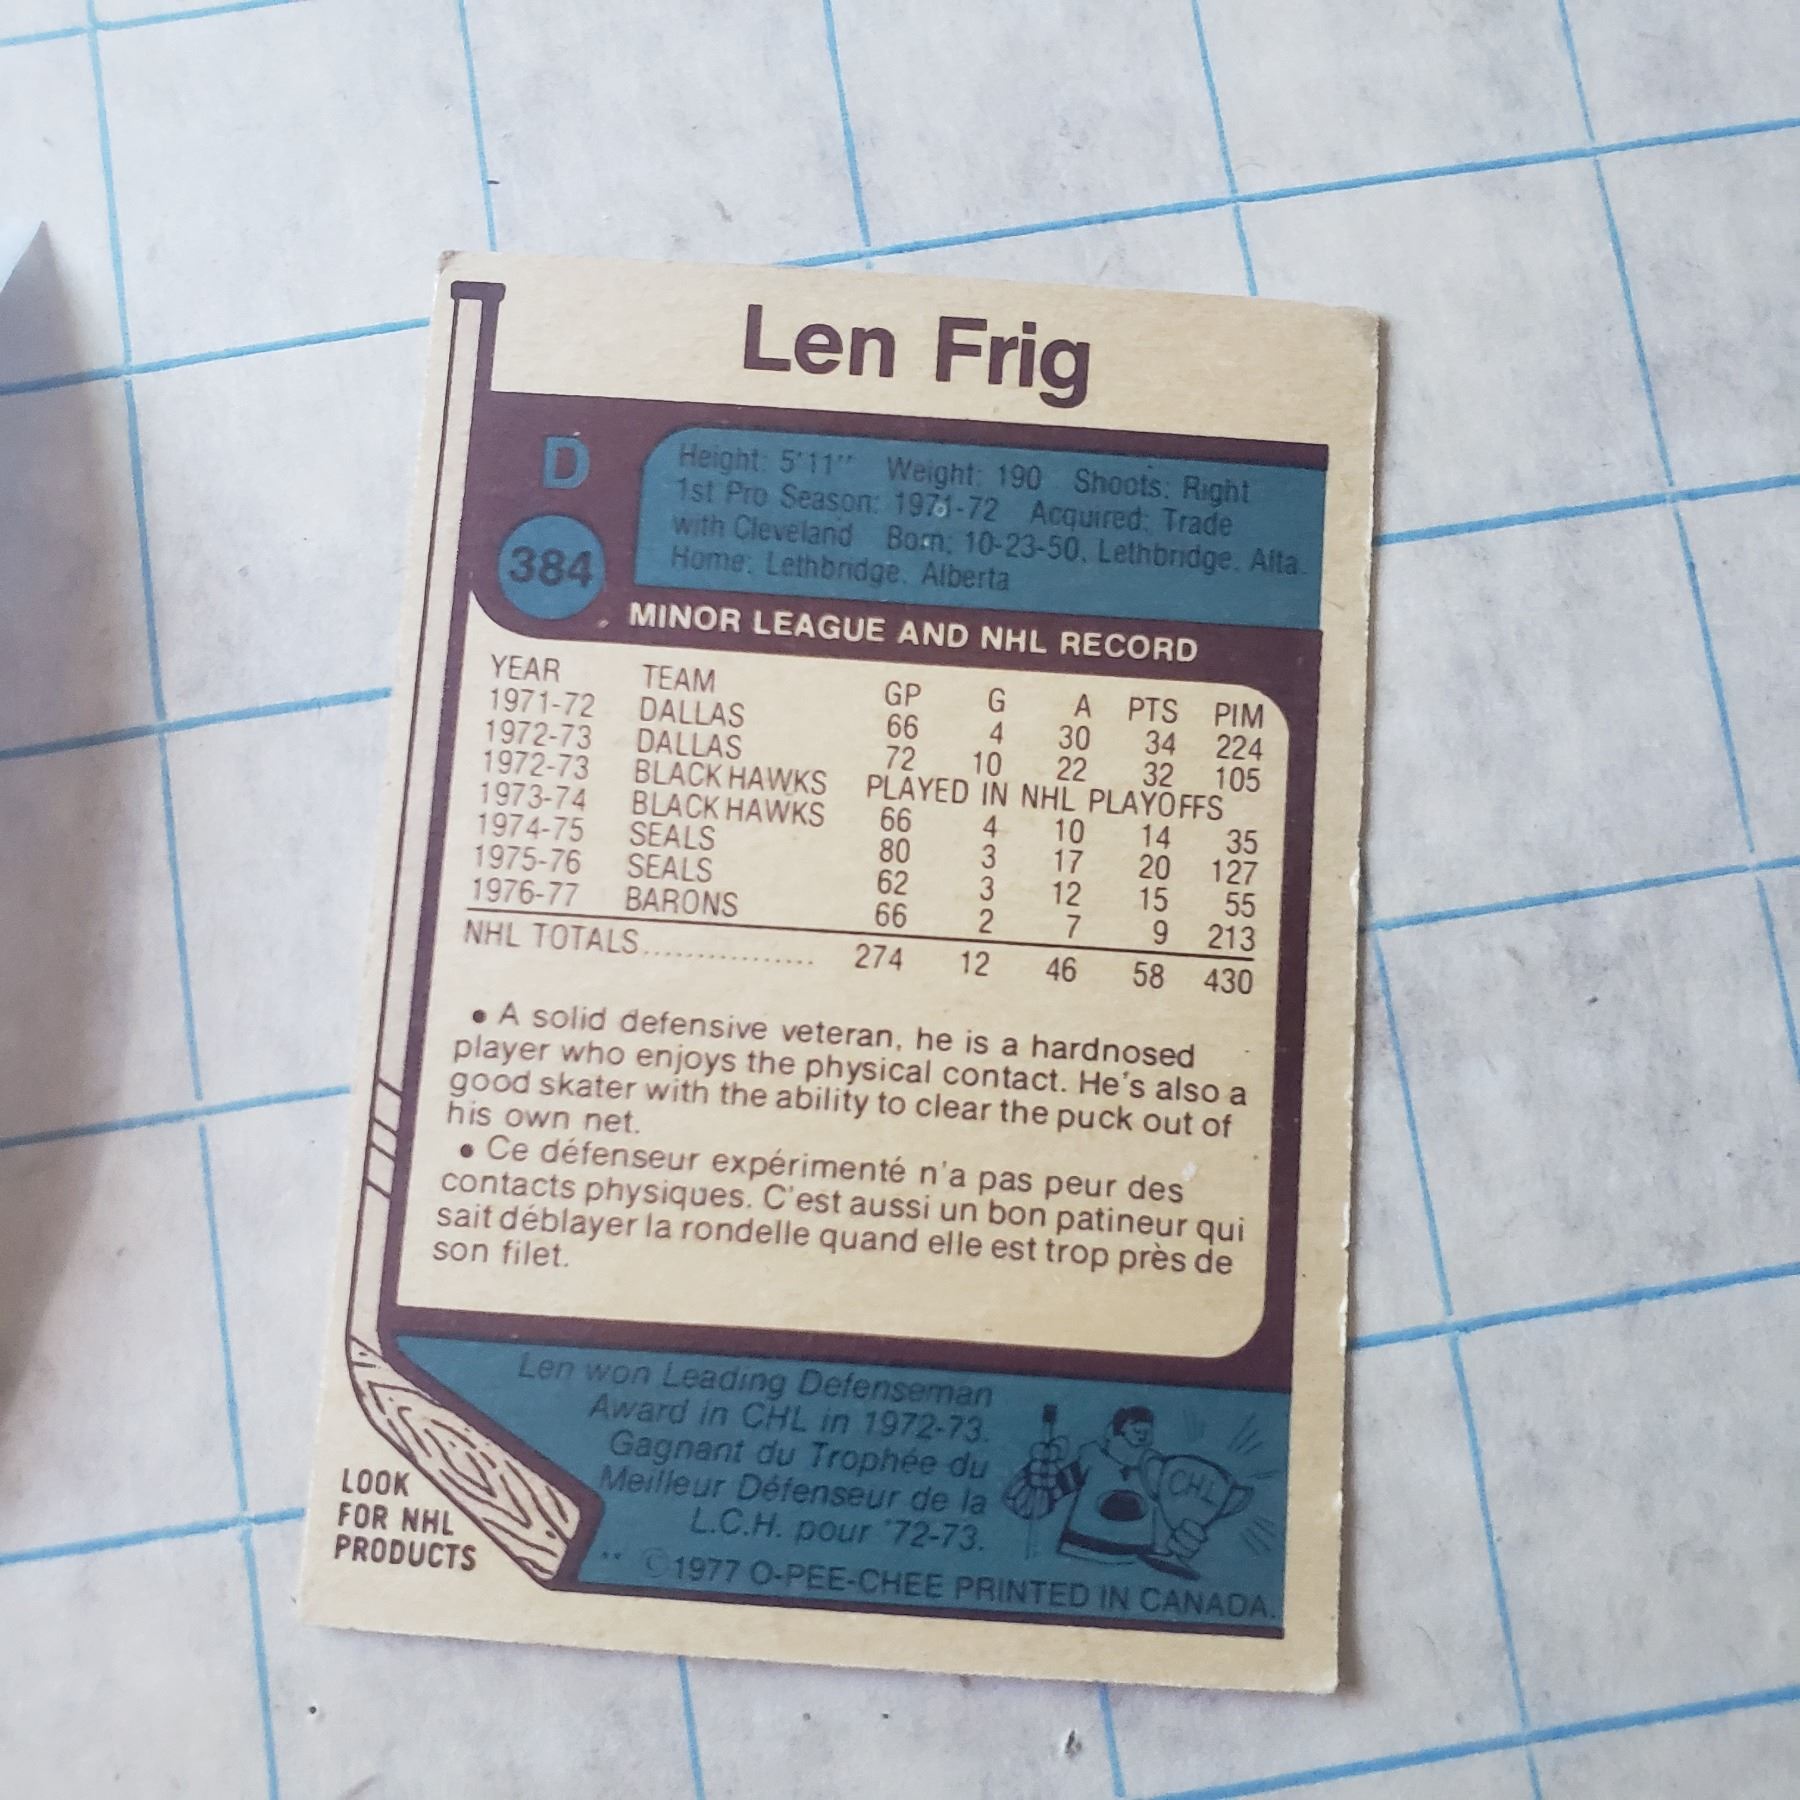 Len Frig
D
384
Height: 5'11" Weight: 190 Shoots: Right
1st Pro Season: 1971-72 Acquired: Trade
with Cleveland Born: 10-23-50, Lethbridge, Alta.
Home: Lethbridge, Alberta
MINOR LEAGUE AND NHL RECORD
YEAR TEAM GP G A PTS PIM
1971-72 DALLAS 66 4 30 34 224
1972-73 DALLAS 72 10 22 32 105
1972-73 BLACK HAWKS PLAYED IN NHL PLAYOFFS
1973-74 BLACK HAWKS 66 4 10 14 35
1974-75 SEALS 80 3 17 20 127
1975-76 SEALS 62 3 12 15 55
1976-77 BARONS 66 2 7 9 213
NHL TOTALS................ 274 12 46 58 430
• A solid defensive veteran, he is a hardnosed
player who enjoys the physical contact. He's also a
good skater with the ability to clear the puck out of
his own net.
• Ce défenseur expérimenté n'a pas peur des
contacts physiques. C'est aussi un bon patineur qui
sait déblayer la rondelle quand elle est trop près de
son filet.
Len won Leading Defenseman
Award in CHL in 1972-73.
Gagnant du Trophée du
Meilleur Défenseur de la
L.C.H. pour '72-73.
CHL
LOOK
FOR NHL
PRODUCTS
** ©1977 O-PEE-CHEE PRINTED IN CANADA.